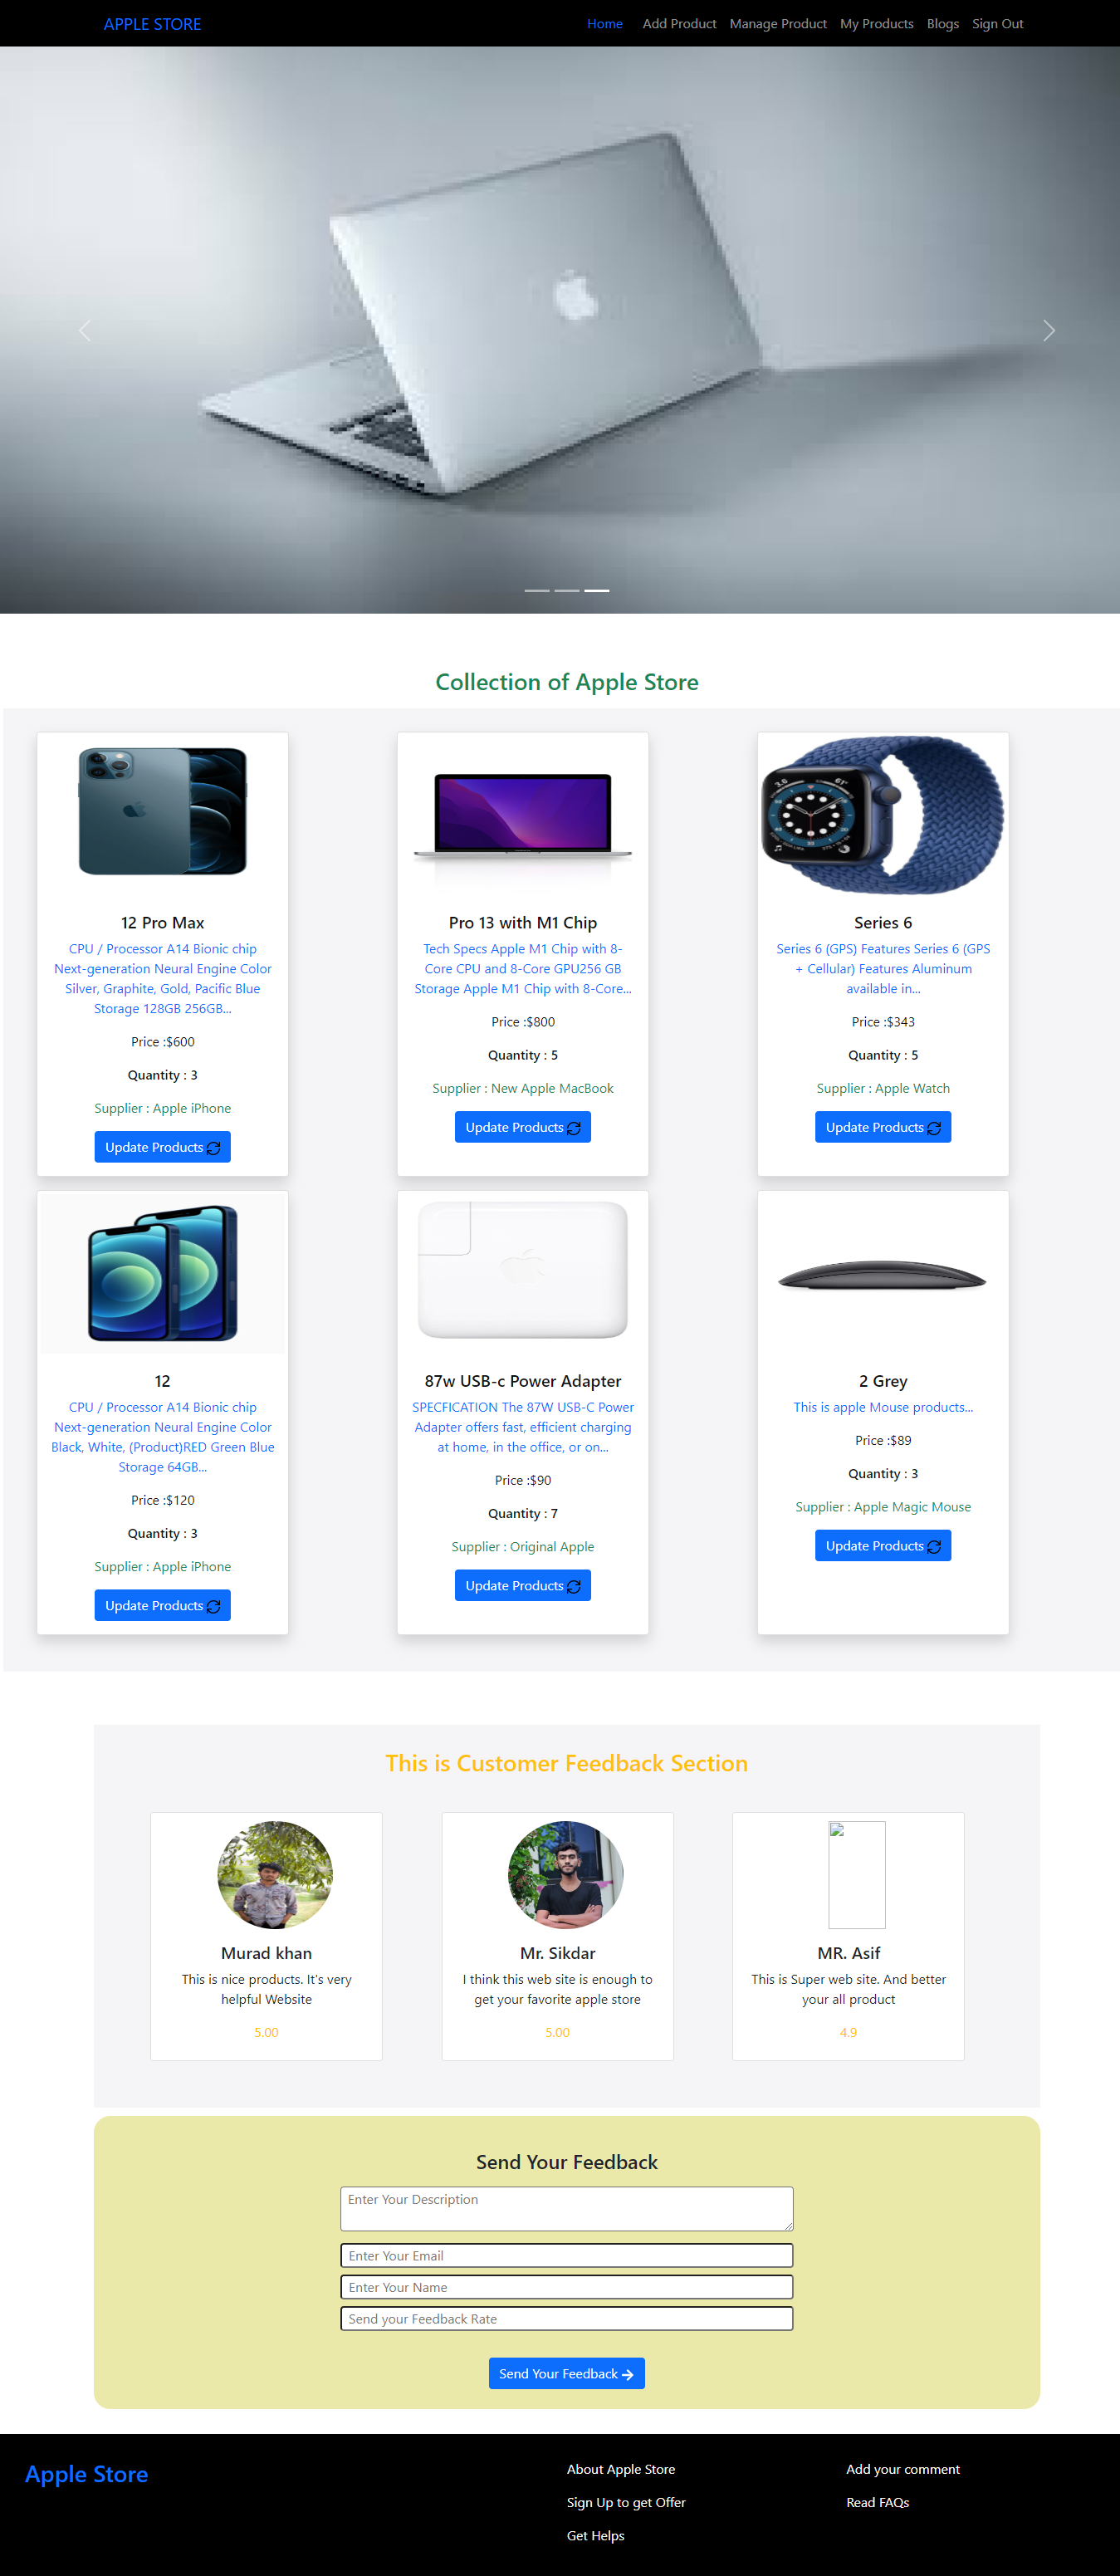 APPLE STORE
Home Add Product Manage Product My Products Blogs Sign Out
Collection of Apple Store
12 Pro Max
CPU / Processor A14 Bionic chip
Next-generation Neural Engine Color
Silver, Graphite, Gold, Pacific Blue
Storage 128GB 256GB...
Price :$600
Quantity : 3
Supplier : Apple iPhone
Update Products
Pro 13 with M1 Chip
Tech Specs Apple M1 Chip with 8-
Core CPU and 8-Core GPU256 GB
Storage Apple M1 Chip with 8-Core...
Price :$800
Quantity : 5
Supplier : New Apple MacBook
Update Products
Series 6
Series 6 (GPS) Features Series 6 (GPS
+ Cellular) Features Aluminum
available in...
Price :$343
Quantity : 5
Supplier : Apple Watch
Update Products
12
CPU / Processor A14 Bionic chip
Next-generation Neural Engine Color
Black, White, (Product)RED Green Blue
Storage 64GB...
Price :$120
Quantity : 3
Supplier : Apple iPhone
Update Products
87w USB-c Power Adapter
SPECFICATION The 87W USB-C Power
Adapter offers fast, efficient charging
at home, in the office, or on...
Price :$90
Quantity : 7
Supplier : Original Apple
Update Products
2 Grey
This is apple Mouse products...
Price :$89
Quantity : 3
Supplier : Apple Magic Mouse
Update Products
This is Customer Feedback Section
Murad khan
This is nice products. It's very
helpful Website
5.00
Mr. Sikdar
I think this web site is enough to
get your favorite apple store
5.00
MR. Asif
This is Super web site. And better
your all product
4.9
Send Your Feedback
Enter Your Description
Enter Your Email
Enter Your Name
Send your Feedback Rate
Send Your Feedback
Apple Store
About Apple Store
Sign Up to get Offer
Get Helps
Add your comment
Read FAQs